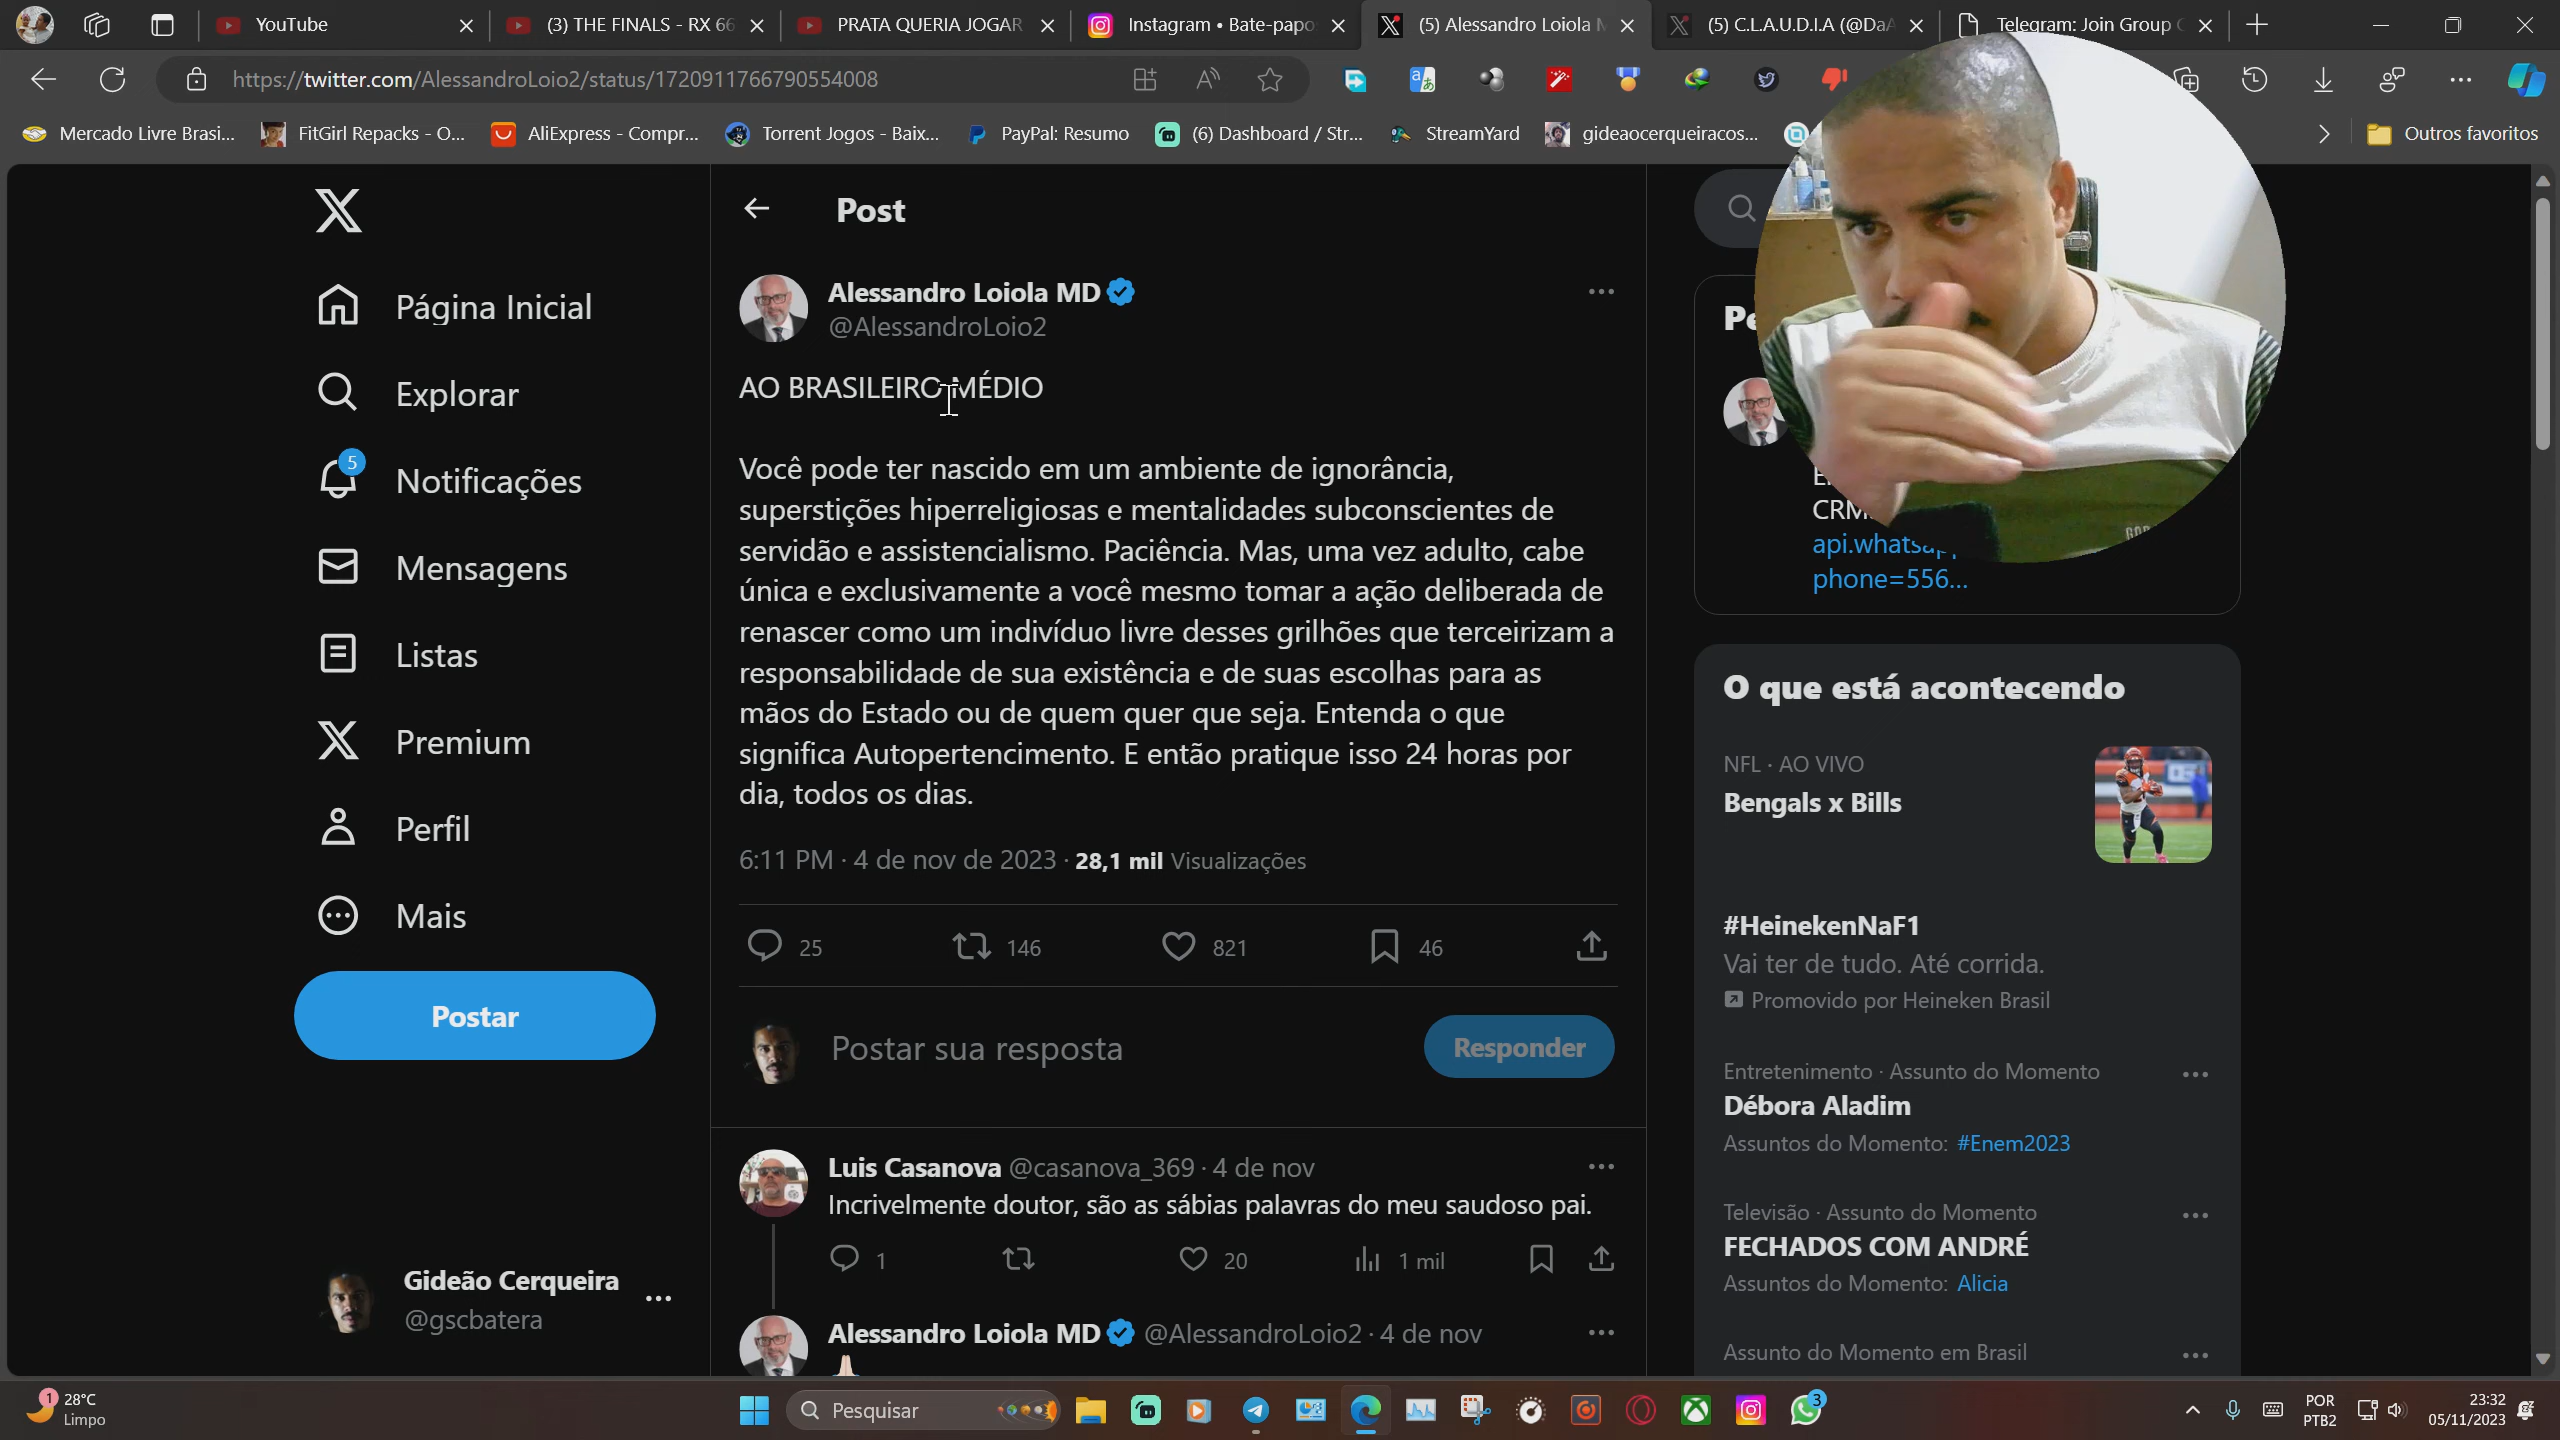 YouTube
(3) THE FINALS - RX 66
PRATA QUERIA JOGAR
Instagram • Bate-papo
(5) Alessandro Loiola M
(5) C.L.A.U.D.I.A (@DaA
Telegram: Join Group C
https://twitter.com/AlessandroLoio2/status/1720911766790554008
Mercado Livre Brasi...
FitGirl Repacks - O...
AliExpress - Compr...
Torrent Jogos - Baix...
PayPal: Resumo
(6) Dashboard / Str...
StreamYard
gideaocerqueiracos...
Outros favoritos
Página Inicial
Explorar
5
Notificações
Mensagens
Listas
Premium
Perfil
Mais
Postar
Gideão Cerqueira
@gscbatera
Post
Alessandro Loiola MD
@AlessandroLoio2
AO BRASILEIRO MÉDIO
Você pode ter nascido em um ambiente de ignorância,
superstições hiperreligiosas e mentalidades subconscientes de
servidão e assistencialismo. Paciência. Mas, uma vez adulto, cabe
única e exclusivamente a você mesmo tomar a ação deliberada de
renascer como um indivíduo livre desses grilhões que terceirizam a
responsabilidade de sua existência e de suas escolhas para as
mãos do Estado ou de quem quer que seja. Entenda o que
significa Autopertencimento. E então pratique isso 24 horas por
dia, todos os dias.
6:11 PM · 4 de nov de 2023 · 28,1 mil Visualizações
25 146 821 46
Postar sua resposta
Responder
Luis Casanova @casanova_369 · 4 de nov
Incrivelmente doutor, são as sábias palavras do meu saudoso pai.
1 20 1 mil
Alessandro Loiola MD @AlessandroLoio2 · 4 de nov
CRM
api.whatsap
phone=556...
O que está acontecendo
NFL · AO VIVO
Bengals x Bills
#HeinekenNaF1
Vai ter de tudo. Até corrida.
Promovido por Heineken Brasil
Entretenimento · Assunto do Momento
Débora Aladim
Assuntos do Momento: #Enem2023
Televisão · Assunto do Momento
FECHADOS COM ANDRÉ
Assuntos do Momento: Alicia
Assunto do Momento em Brasil
1
28°C
Limpo
Pesquisar
3
POR
PTB2
23:32
05/11/2023